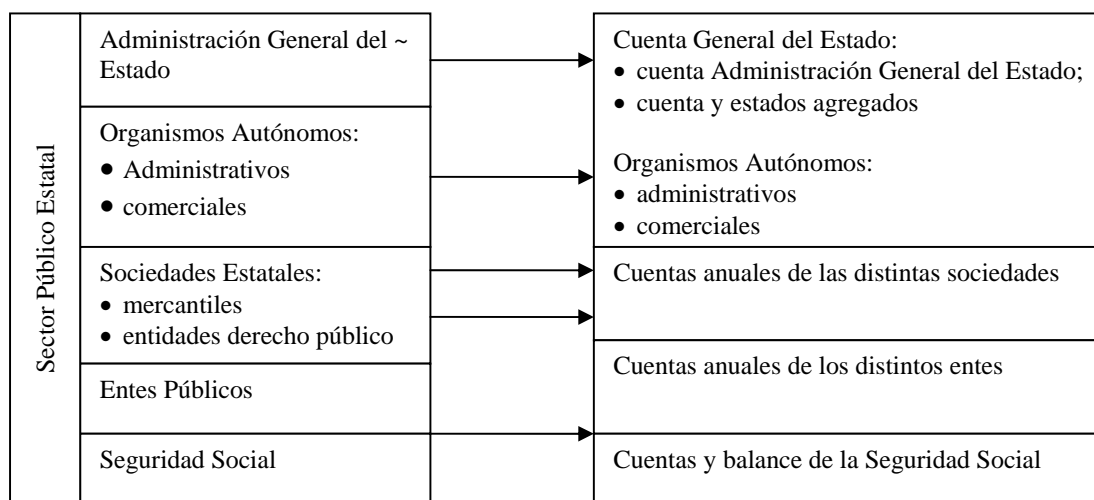 Sector Público Estatal
Administración General del ~
Estado
Organismos Autónomos:
• Administrativos
• comerciales
Sociedades Estatales:
• mercantiles
• entidades derecho público
Entes Públicos
Seguridad Social
Cuenta General del Estado:
• cuenta Administración General del Estado;
• cuenta y estados agregados
Organismos Autónomos:
• administrativos
• comerciales
Cuentas anuales de las distintas sociedades
Cuentas anuales de los distintos entes
Cuentas y balance de la Seguridad Social